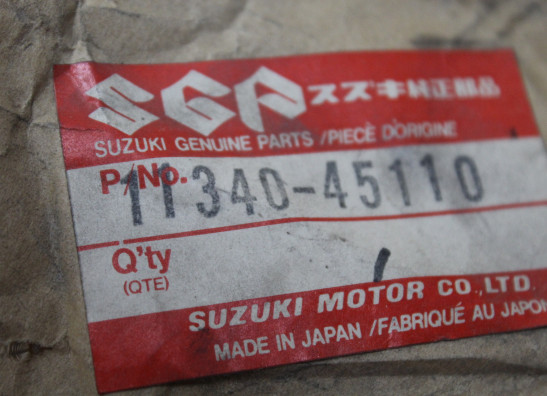 SGP スズキ純正部品
SUZUKI GENUINE PARTS /PIÈCE D'ORIGINE
P/No. 11340-45110
Q'ty
(QTE)
SUZUKI MOTOR CO.,LTD.
MADE IN JAPAN /FABRIQUÉ AU JAPON